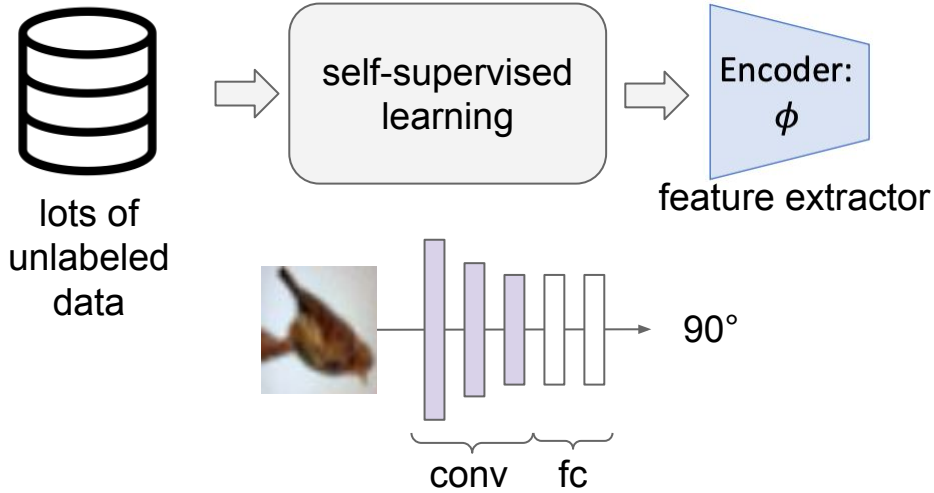 self-supervised
learning
Encoder:
ϕ
feature extractor
lots of
unlabeled
data
90°
conv
fc